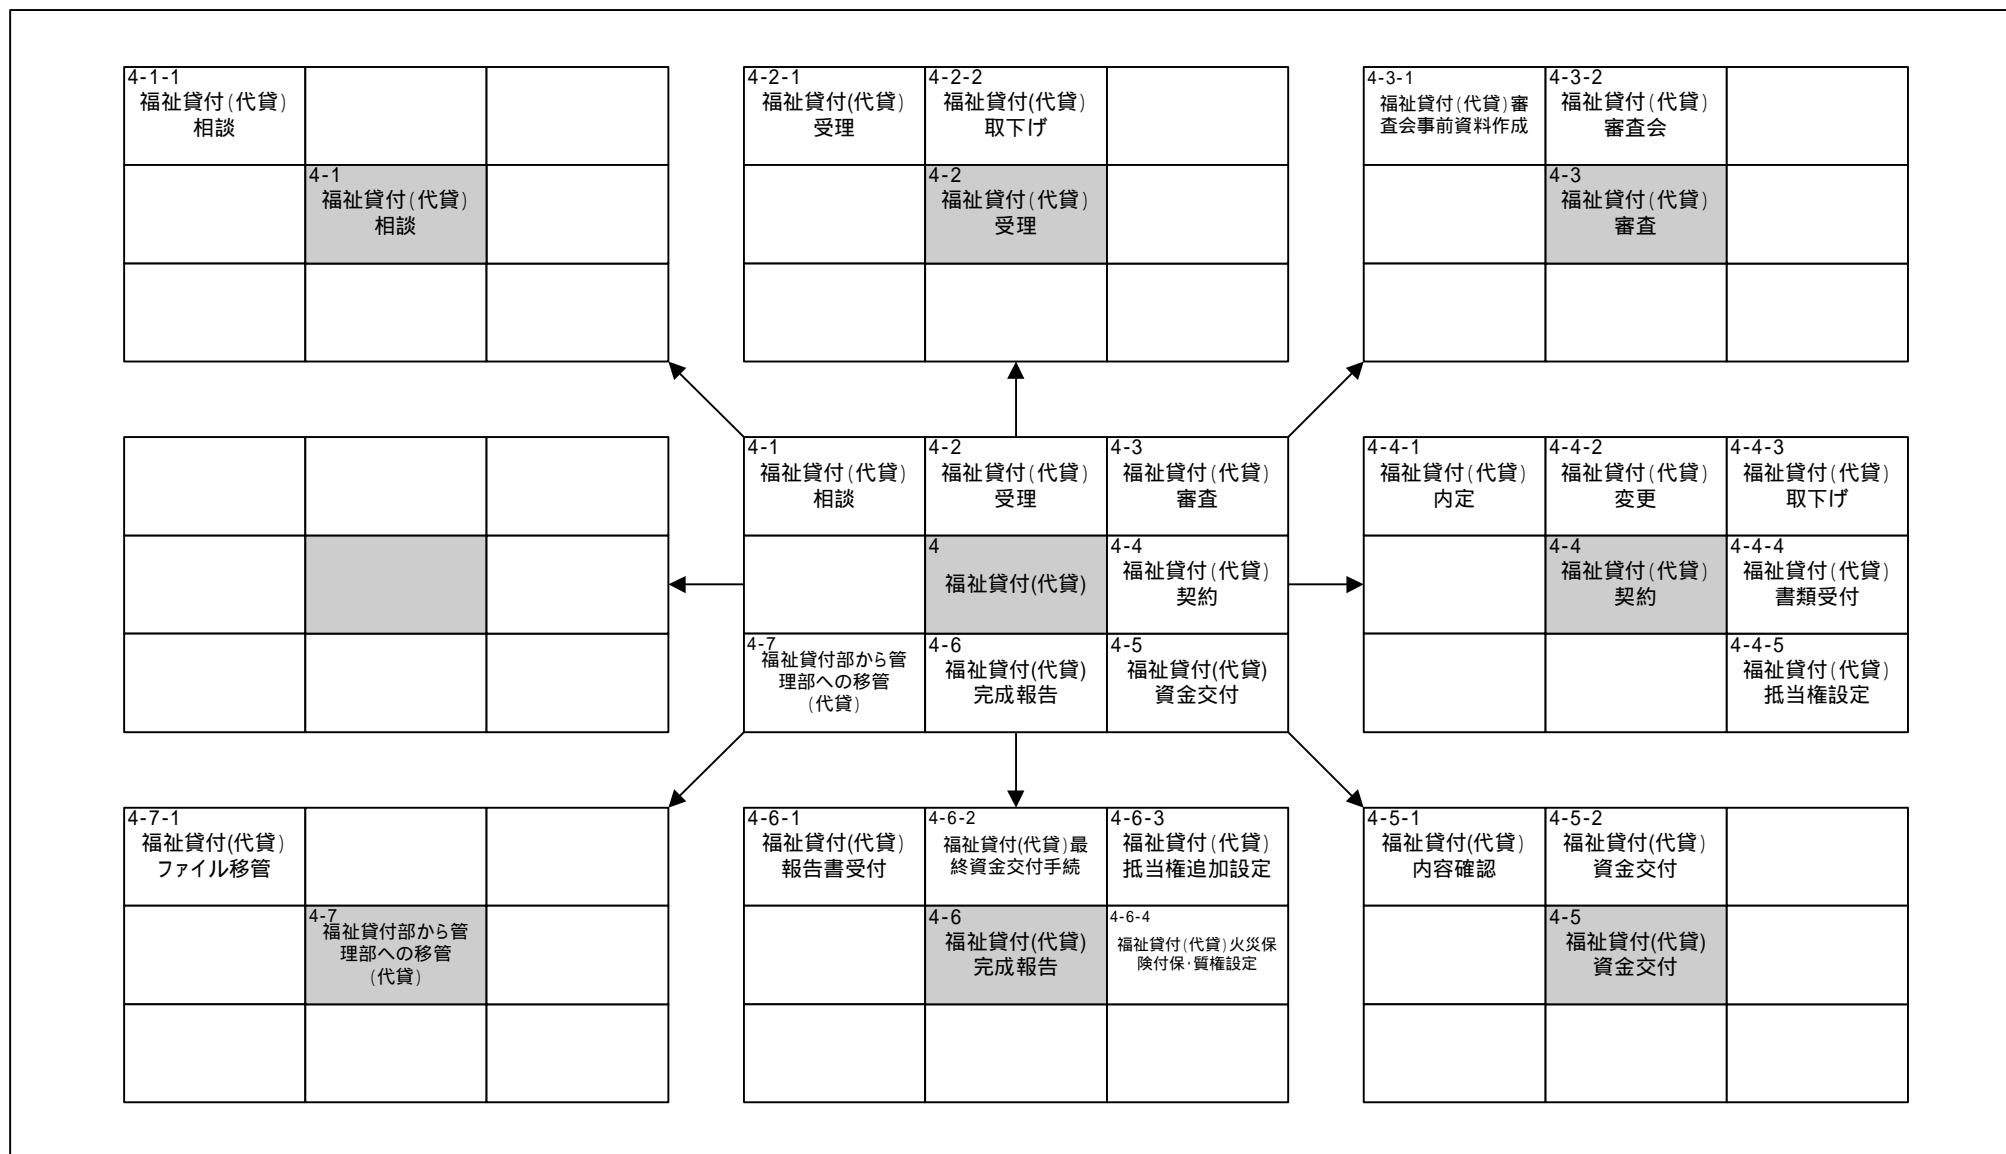 4-1-1
福祉貸付(代貸)
相談
4-1
福祉貸付(代貸)
相談
4-2-1
福祉貸付(代貸)
受理
4-2-2
福祉貸付(代貸)
取下げ
4-2
福祉貸付(代貸)
受理
4-3-1
福祉貸付(代貸)審
査会事前資料作成
4-3-2
福祉貸付(代貸)
審査会
4-3
福祉貸付(代貸)
審査
4-1
福祉貸付(代貸)
相談
4-2
福祉貸付(代貸)
受理
4-3
福祉貸付(代貸)
審査
4
福祉貸付(代貸)
4-4
福祉貸付(代貸)
契約
4-7
福祉貸付部から管
理部への移管
(代貸)
4-6
福祉貸付(代貸)
完成報告
4-5
福祉貸付(代貸)
資金交付
4-4-1
福祉貸付(代貸)
内定
4-4-2
福祉貸付(代貸)
変更
4-4-3
福祉貸付(代貸)
取下げ
4-4
福祉貸付(代貸)
契約
4-4-4
福祉貸付(代貸)
書類受付
4-4-5
福祉貸付(代貸)
抵当権設定
4-7-1
福祉貸付(代貸)
ファイル移管
4-7
福祉貸付部から管
理部への移管
(代貸)
4-6-1
福祉貸付(代貸)
報告書受付
4-6-2
福祉貸付(代貸)最
終資金交付手続
4-6-3
福祉貸付(代貸)
抵当権追加設定
4-6
福祉貸付(代貸)
完成報告
4-6-4
福祉貸付(代貸)火災保
険付保・質権設定
4-5-1
福祉貸付(代貸)
内容確認
4-5-2
福祉貸付(代貸)
資金交付
4-5
福祉貸付(代貸)
資金交付